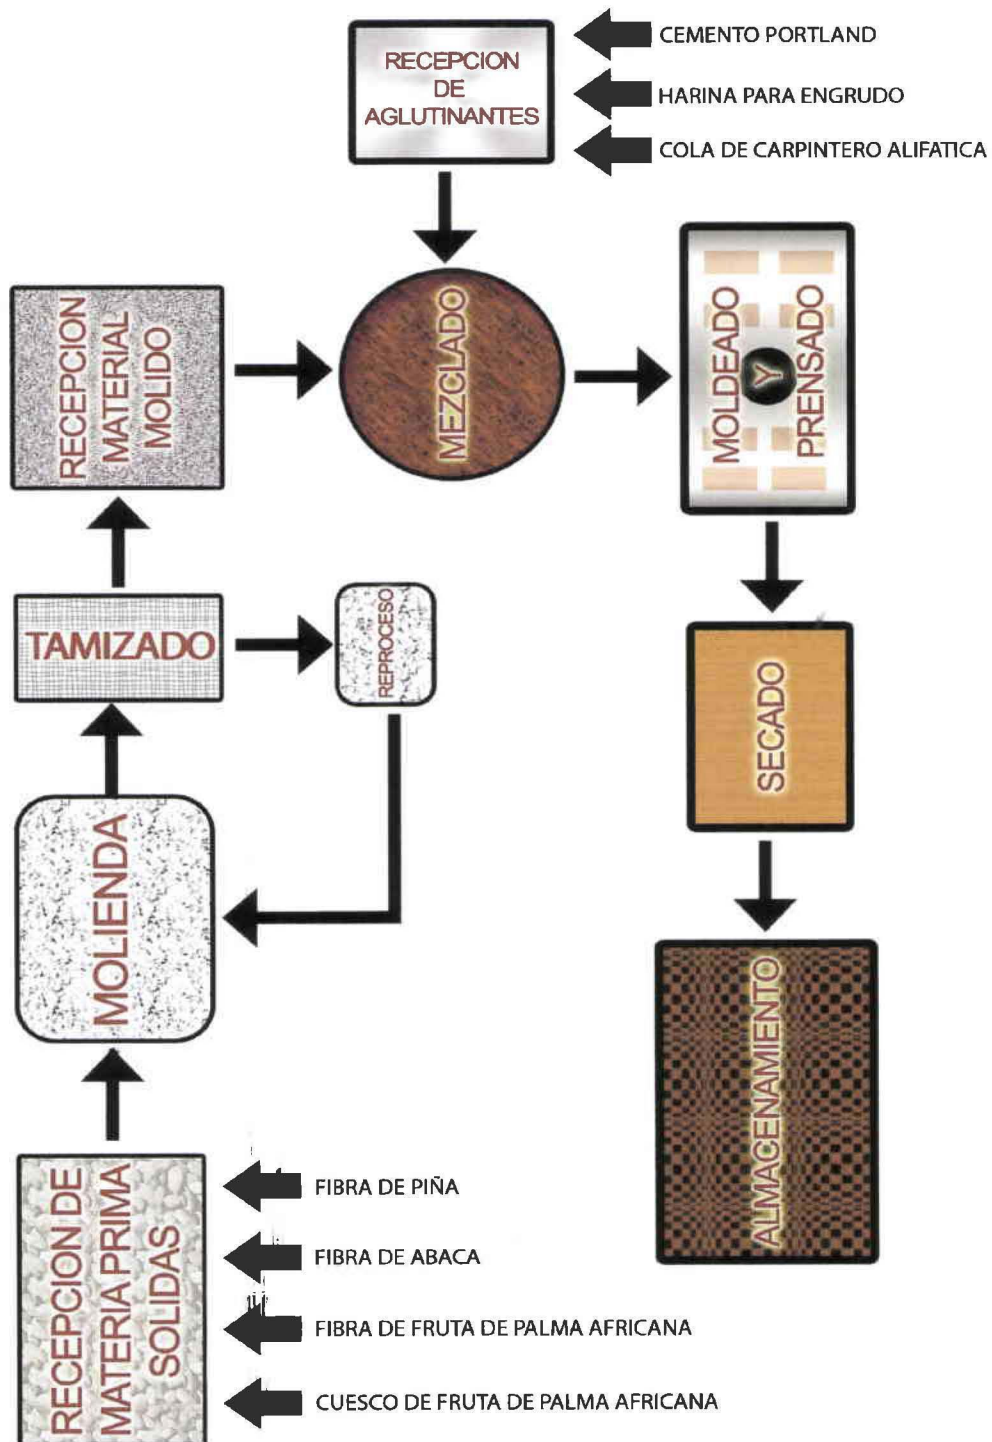 RECEPCION
DE
AGLUTINANTES
CEMENTO PORTLAND
HARINA PARA ENGRUDO
COLA DE CARPINTERO ALIFATICA
RECEPCION
MATERIAL
MOLIDO
MEZCLADO
MOLDEADO
Y
PRENSADO
TAMIZADO
REPROCESO
SECADO
MOLIENDA
ALMACENAMIENTO
RECEPCION DE
MATERIA PRIMA
SOLIDAS
FIBRA DE PIÑA
FIBRA DE ABACA
FIBRA DE FRUTA DE PALMA AFRICANA
CUESCO DE FRUTA DE PALMA AFRICANA